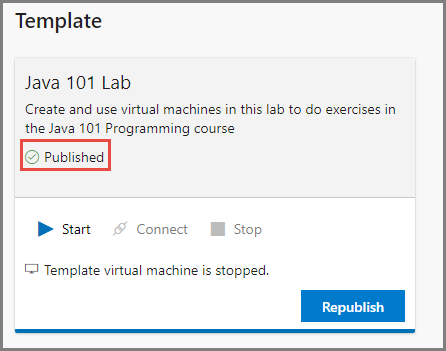 Template
Java 101 Lab
Create and use virtual machines in this lab to do exercises in
the Java 101 Programming course
Published
Start Connect Stop
Template virtual machine is stopped.
Republish